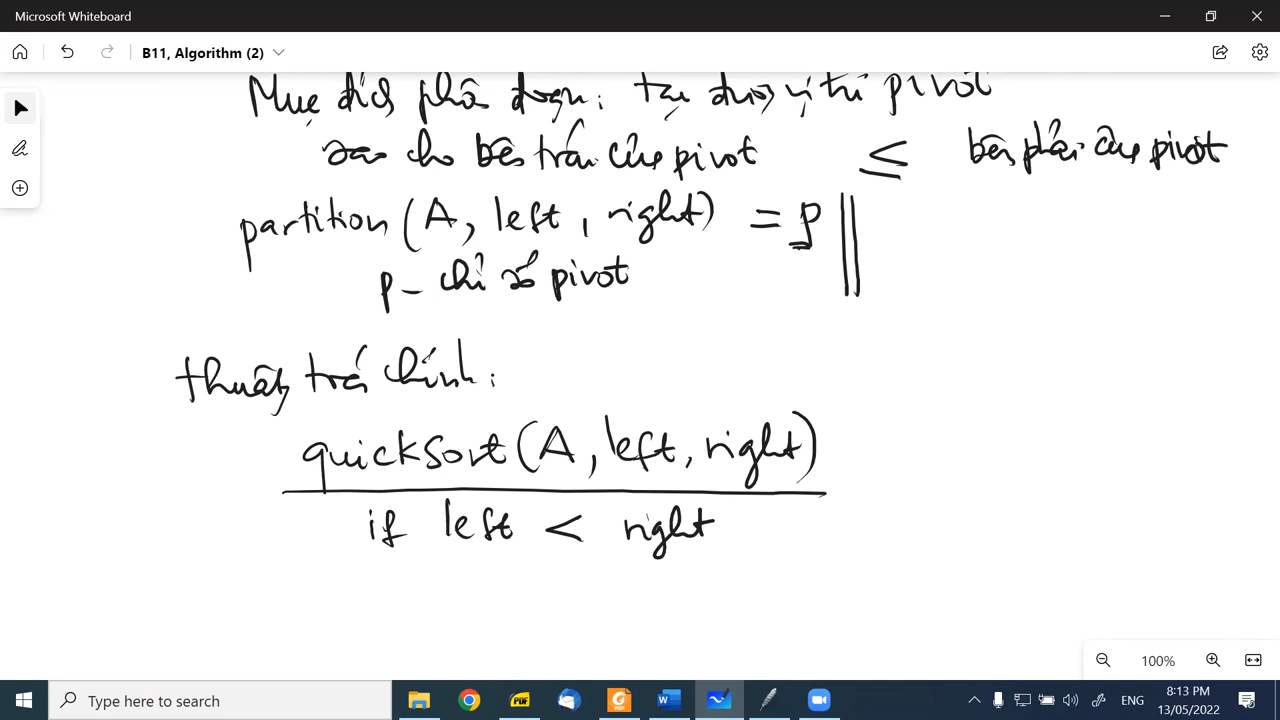 Microsoft Whiteboard
B11, Algorithm (2)
Mục đích phân đoạn: tìm được vị trí pivot
sao cho bên trái của pivot ≤ bên phải của pivot
partition (A, left, right) = p
p - chỉ số pivot
thuật toán chính:
quickSort(A, left, right)
if left < right
100%
Type here to search
ENG
8:13 PM
13/05/2022